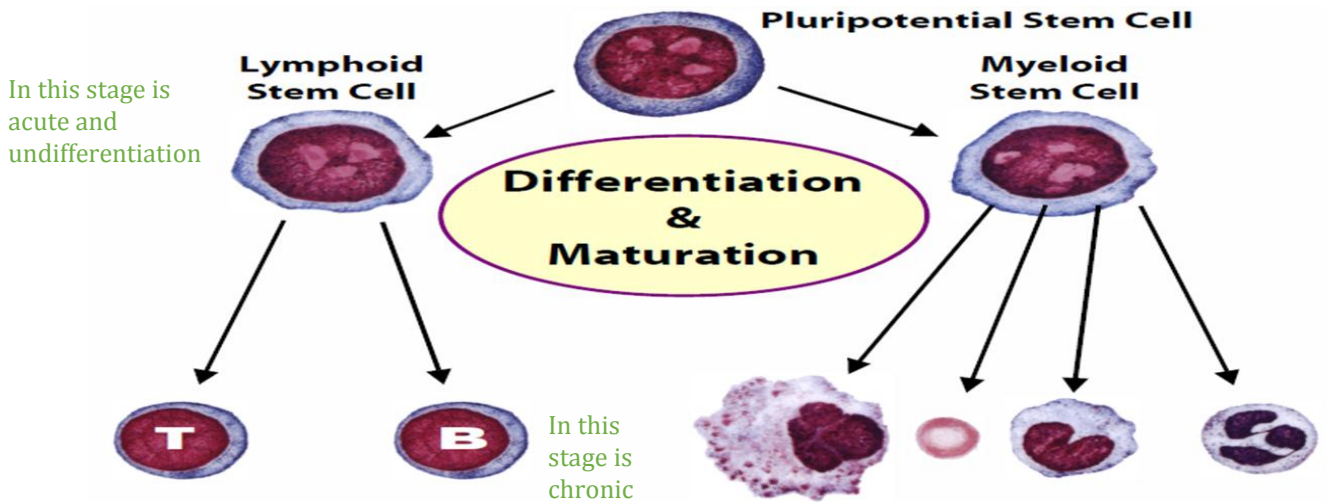 Pluripotential Stem Cell
Lymphoid
Stem Cell
Myeloid
Stem Cell
In this stage is
acute and
undifferentiation
Differentiation
&
Maturation
T
B
In this
stage is
chronic